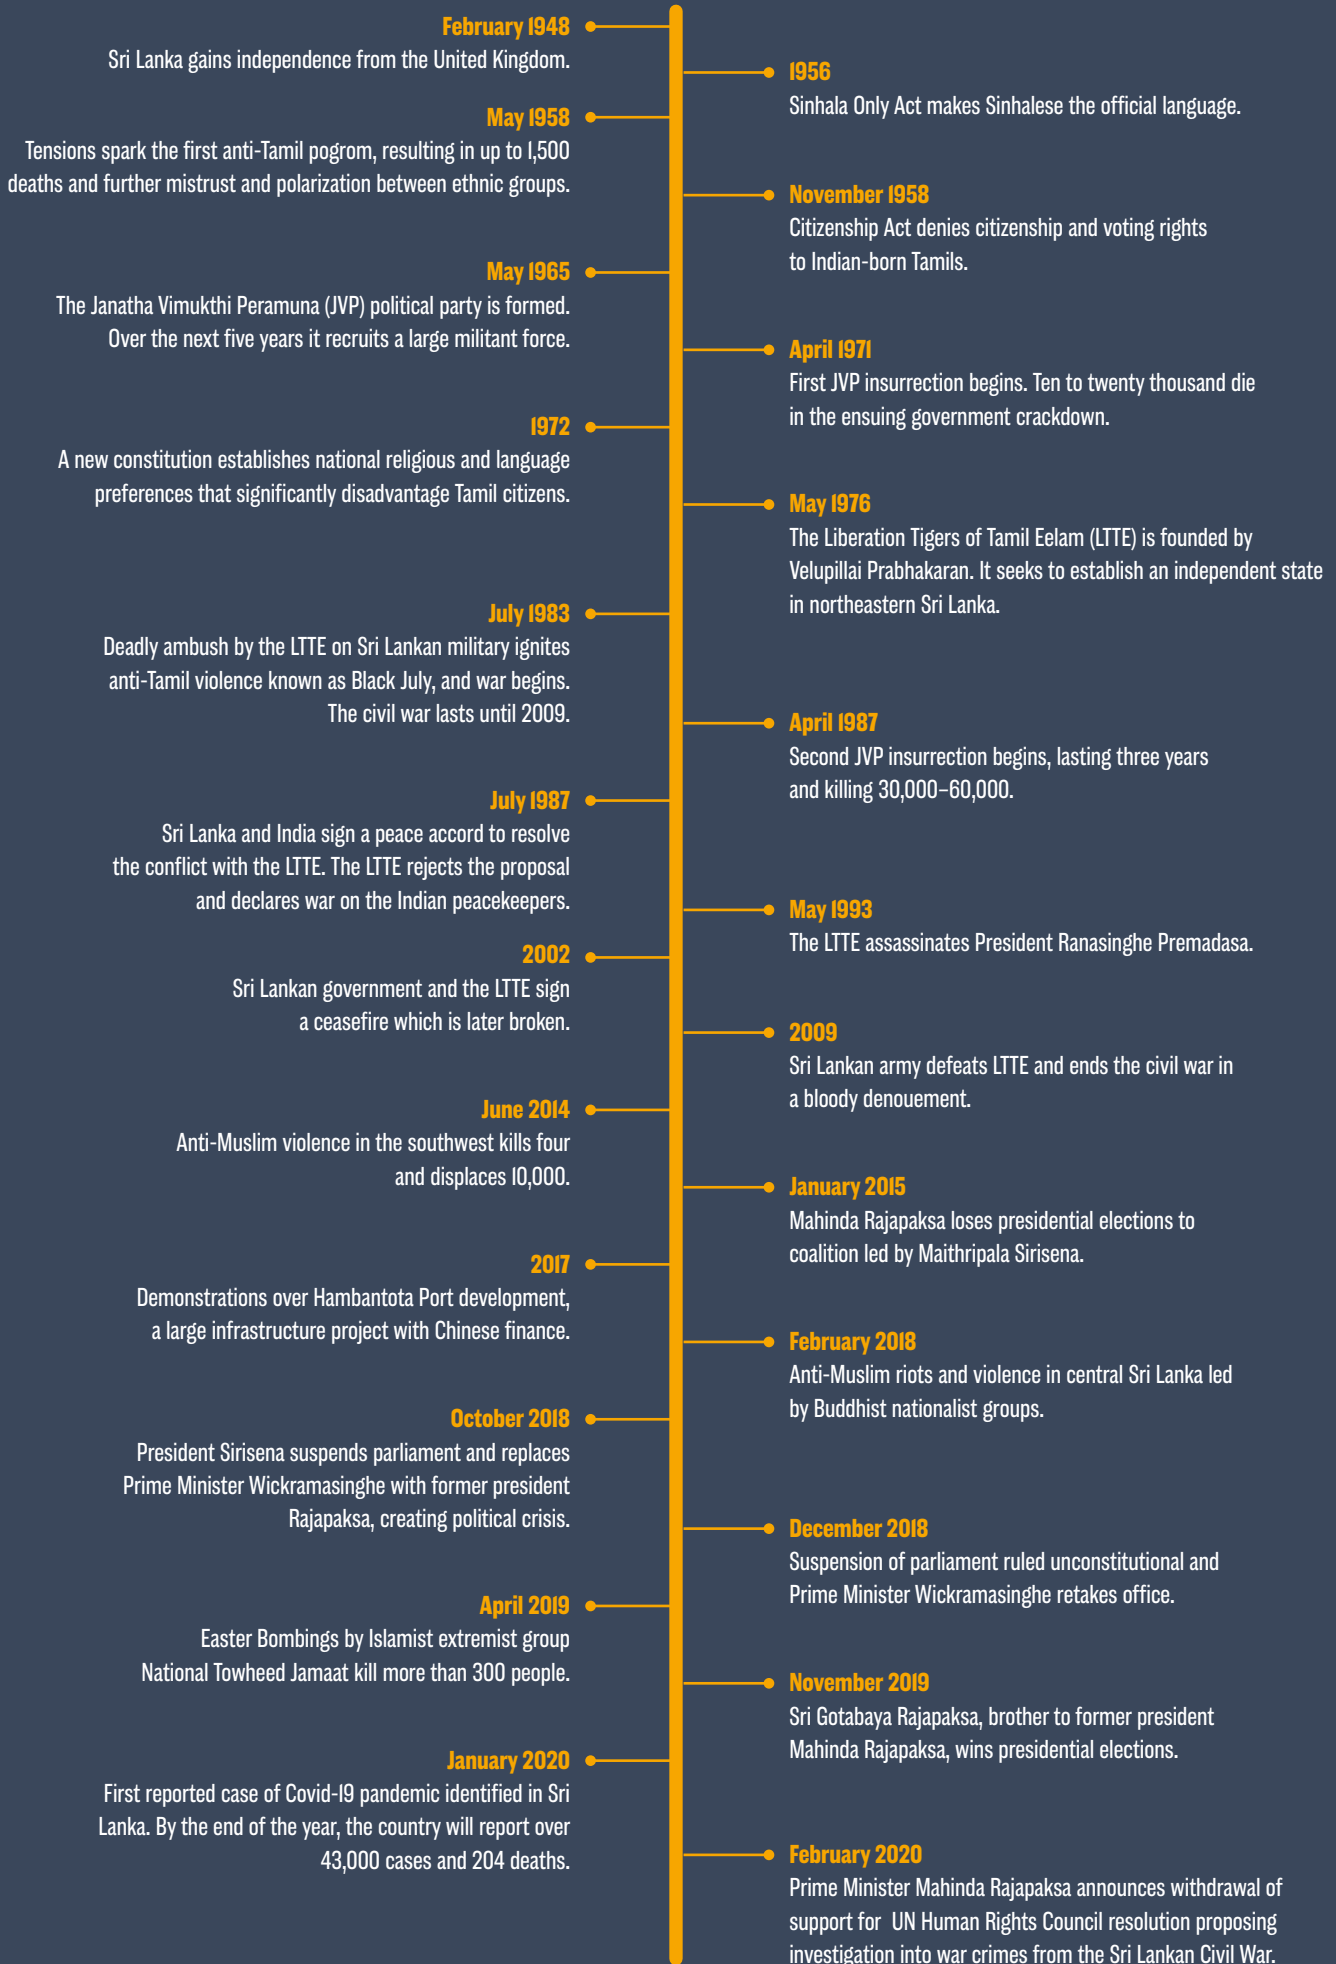 February 1948
Sri Lanka gains independence from the United Kingdom.
1956
Sinhala Only Act makes Sinhalese the official language.
May 1958
Tensions spark the first anti-Tamil pogrom, resulting in up to 1,500
deaths and further mistrust and polarization between ethnic groups.
November 1958
Citizenship Act denies citizenship and voting rights
to Indian-born Tamils.
May 1965
The Janatha Vimukthi Peramuna (JVP) political party is formed.
Over the next five years it recruits a large militant force.
April 1971
First JVP insurrection begins. Ten to twenty thousand die
in the ensuing government crackdown.
1972
A new constitution establishes national religious and language
preferences that significantly disadvantage Tamil citizens.
May 1976
The Liberation Tigers of Tamil Eelam (LTTE) is founded by
Velupillai Prabhakaran. It seeks to establish an independent state
in northeastern Sri Lanka.
July 1983
Deadly ambush by the LTTE on Sri Lankan military ignites
anti-Tamil violence known as Black July, and war begins.
The civil war lasts until 2009.
April 1987
Second JVP insurrection begins, lasting three years
and killing 30,000–60,000.
July 1987
Sri Lanka and India sign a peace accord to resolve
the conflict with the LTTE. The LTTE rejects the proposal
and declares war on the Indian peacekeepers.
May 1993
The LTTE assassinates President Ranasinghe Premadasa.
2002
Sri Lankan government and the LTTE sign
a ceasefire which is later broken.
2009
Sri Lankan army defeats LTTE and ends the civil war in
a bloody denouement.
June 2014
Anti-Muslim violence in the southwest kills four
and displaces 10,000.
January 2015
Mahinda Rajapaksa loses presidential elections to
coalition led by Maithripala Sirisena.
2017
Demonstrations over Hambantota Port development,
a large infrastructure project with Chinese finance.
February 2018
Anti-Muslim riots and violence in central Sri Lanka led
by Buddhist nationalist groups.
October 2018
President Sirisena suspends parliament and replaces
Prime Minister Wickramasinghe with former president
Rajapaksa, creating political crisis.
December 2018
Suspension of parliament ruled unconstitutional and
Prime Minister Wickramasinghe retakes office.
April 2019
Easter Bombings by Islamist extremist group
National Towheed Jamaat kill more than 300 people.
November 2019
Sri Gotabaya Rajapaksa, brother to former president
Mahinda Rajapaksa, wins presidential elections.
January 2020
First reported case of Covid-19 pandemic identified in Sri
Lanka. By the end of the year, the country will report over
43,000 cases and 204 deaths.
February 2020
Prime Minister Mahinda Rajapaksa announces withdrawal of
support for UN Human Rights Council resolution proposing
investigation into war crimes from the Sri Lankan Civil War.